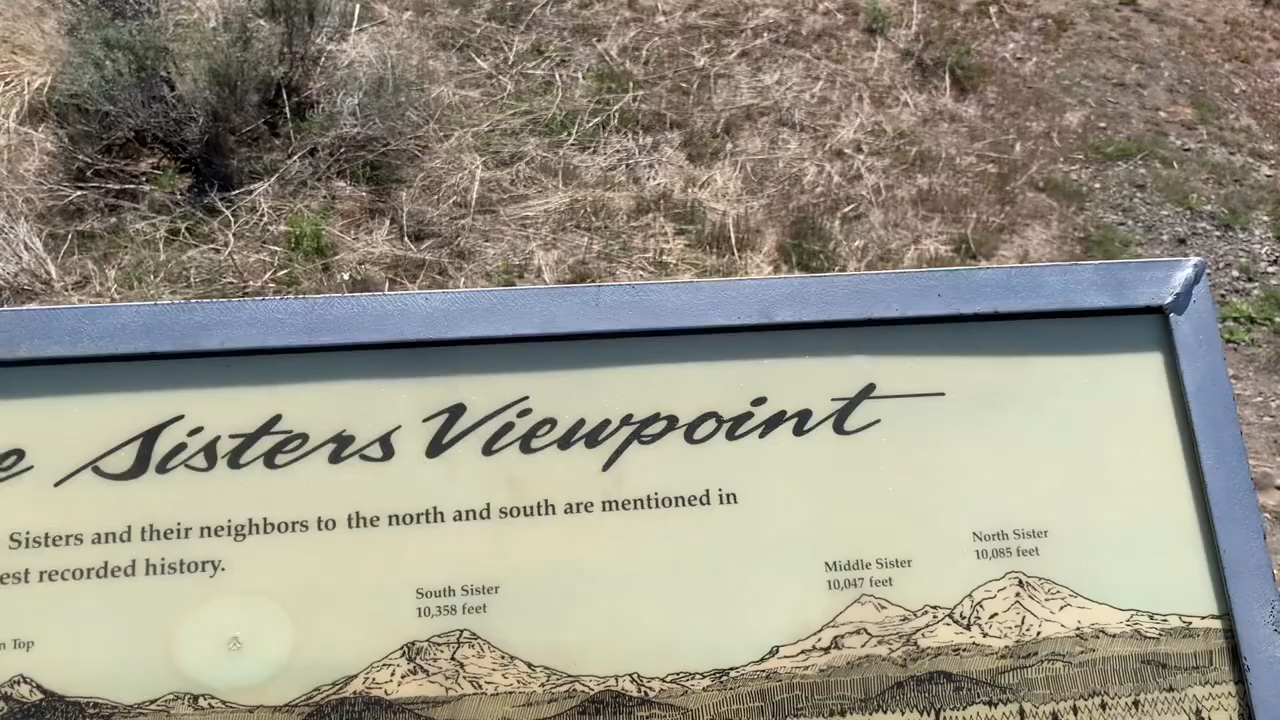 e Sisters Viewpoint
Sisters and their neighbors to the north and south are mentioned in
est recorded history.
North Sister
10,085 feet
Middle Sister
10,047 feet
South Sister
10,358 feet
n Top